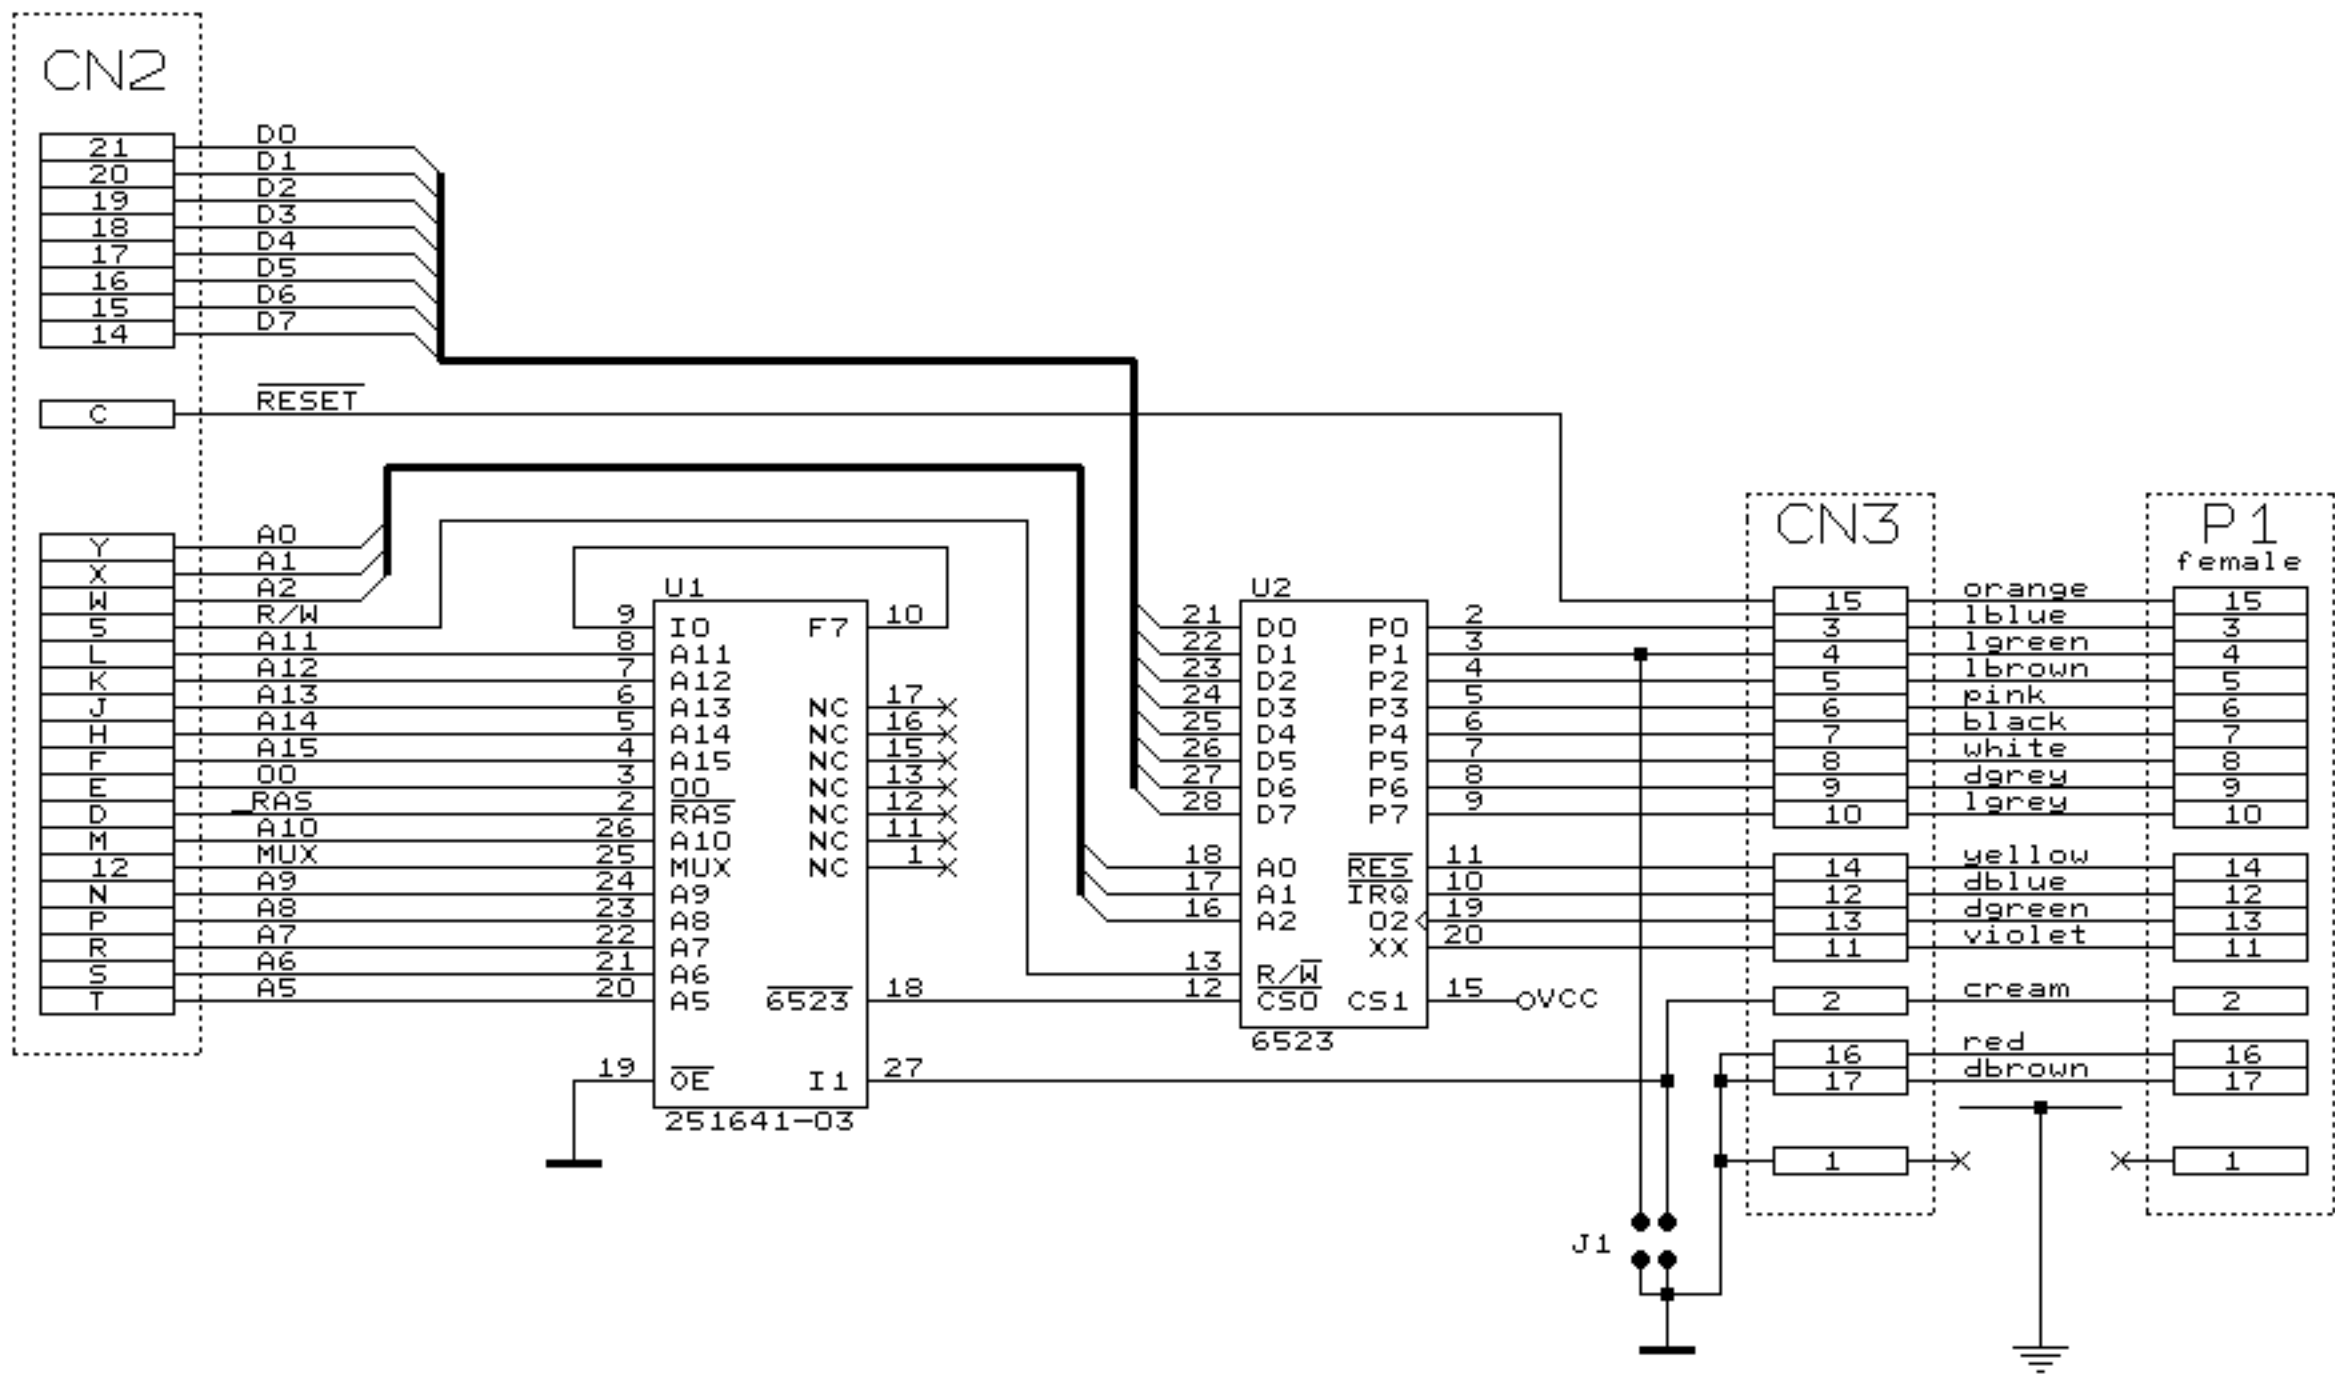 CN2
21 D0
20 D1
19 D2
18 D3
17 D4
16 D5
15 D6
14 D7
C RESET
Y A0
X A1
W A2
5 R/W
L A11
K A12
J A13
H A14
F A15
E 00
D _RAS
M A10
12 MUX
N A9
P A8
R A7
S A6
T A5
U1
9 I0 F7 10
8 A11
7 A12
6 A13 NC 17
5 A14 NC 16
4 A15 NC 15
3 00 NC 13
2 RAS NC 12
26 A10 NC 11
25 MUX NC 1
24 A9
23 A8
22 A7
21 A6
20 A5 6523 18
19 OE I1 27
251641-03
U2
21 D0 P0 2
22 D1 P1 3
23 D2 P2 4
24 D3 P3 5
25 D4 P4 6
26 D5 P5 7
27 D6 P6 8
28 D7 P7 9
18 A0 RES 11
17 A1 IRQ 10
16 A2 02 19
XX 20
13 R/W
12 CS0 CS1 15 VCC
6523
J1
CN3
P1
female
15 orange 15
3 lblue 3
4 lgreen 4
5 lbrown 5
6 pink 6
7 black 7
8 white 8
9 dgrey 9
10 lgrey 10
14 yellow 14
12 dblue 12
13 dgreen 13
11 violet 11
2 cream 2
16 red 16
17 dbrown 17
1 1